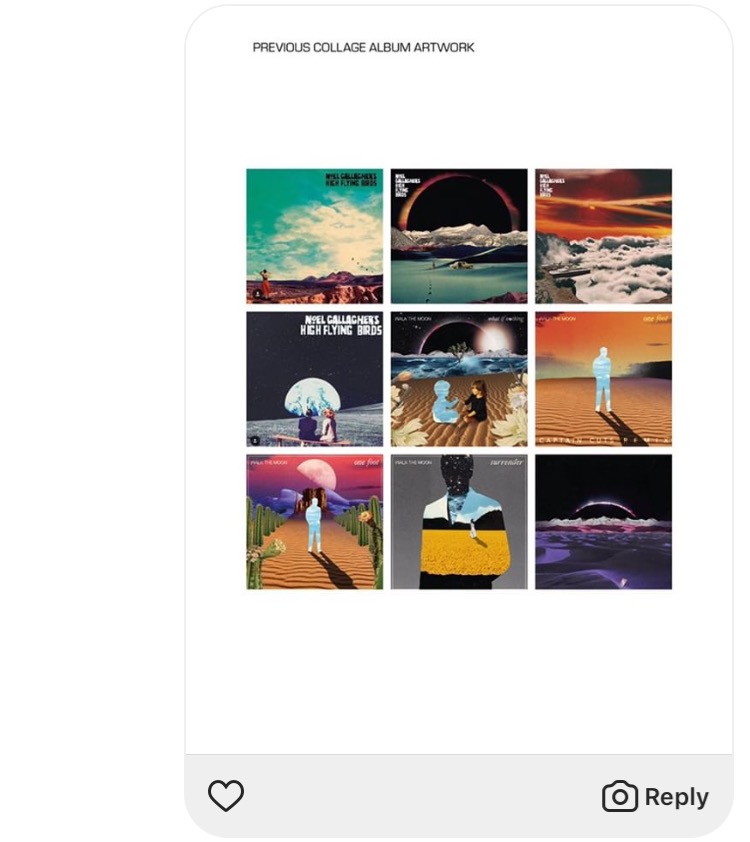 PREVIOUS COLLAGE ALBUM ARTWORK
NOEL GALLAGHER'S
HIGH FLYING BIRDS
NOEL
GALLAGHER'S
HIGH
FLYING
BIRDS
NOEL
GALLAGHER'S
HIGH
FLYING
BIRDS
NOEL GALLAGHER'S
HIGH FLYING BIRDS
WALK THE MOON what if nothing
WALK THE MOON one foot
CAPTAIN CUTS REMIX
WALK THE MOON one foot
WALK THE MOON surrender
Reply